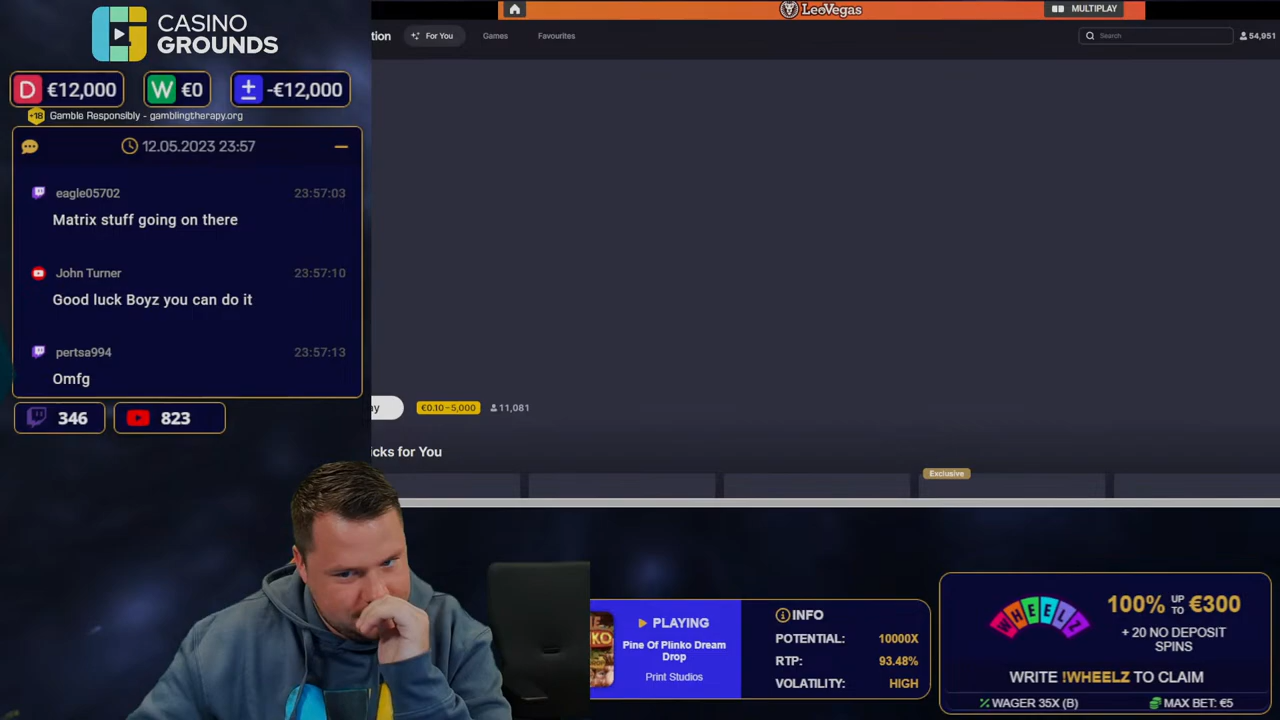 CASINO
GROUNDS
D €12,000
W €0
± -€12,000
+18 Gamble Responsibly - gamblingtherapy.org
12.05.2023 23:57
eagle05702 23:57:03
Matrix stuff going on there
John Turner 23:57:10
Good luck Boyz you can do it
pertsa994 23:57:13
Omfg
346 823
LeoVegas
MULTIPLAY
tion For You Games Favourites Search 54,951
ay €0.10–5,000 11,081
icks for You
Exclusive
PLAYING
Pine Of Plinko Dream
Drop
Print Studios
INFO
POTENTIAL: 10000X
RTP: 93.48%
VOLATILITY: HIGH
WHEELZ
100% UP TO €300
+ 20 NO DEPOSIT
SPINS
WRITE !WHEELZ TO CLAIM
WAGER 35X (B) MAX BET: €5